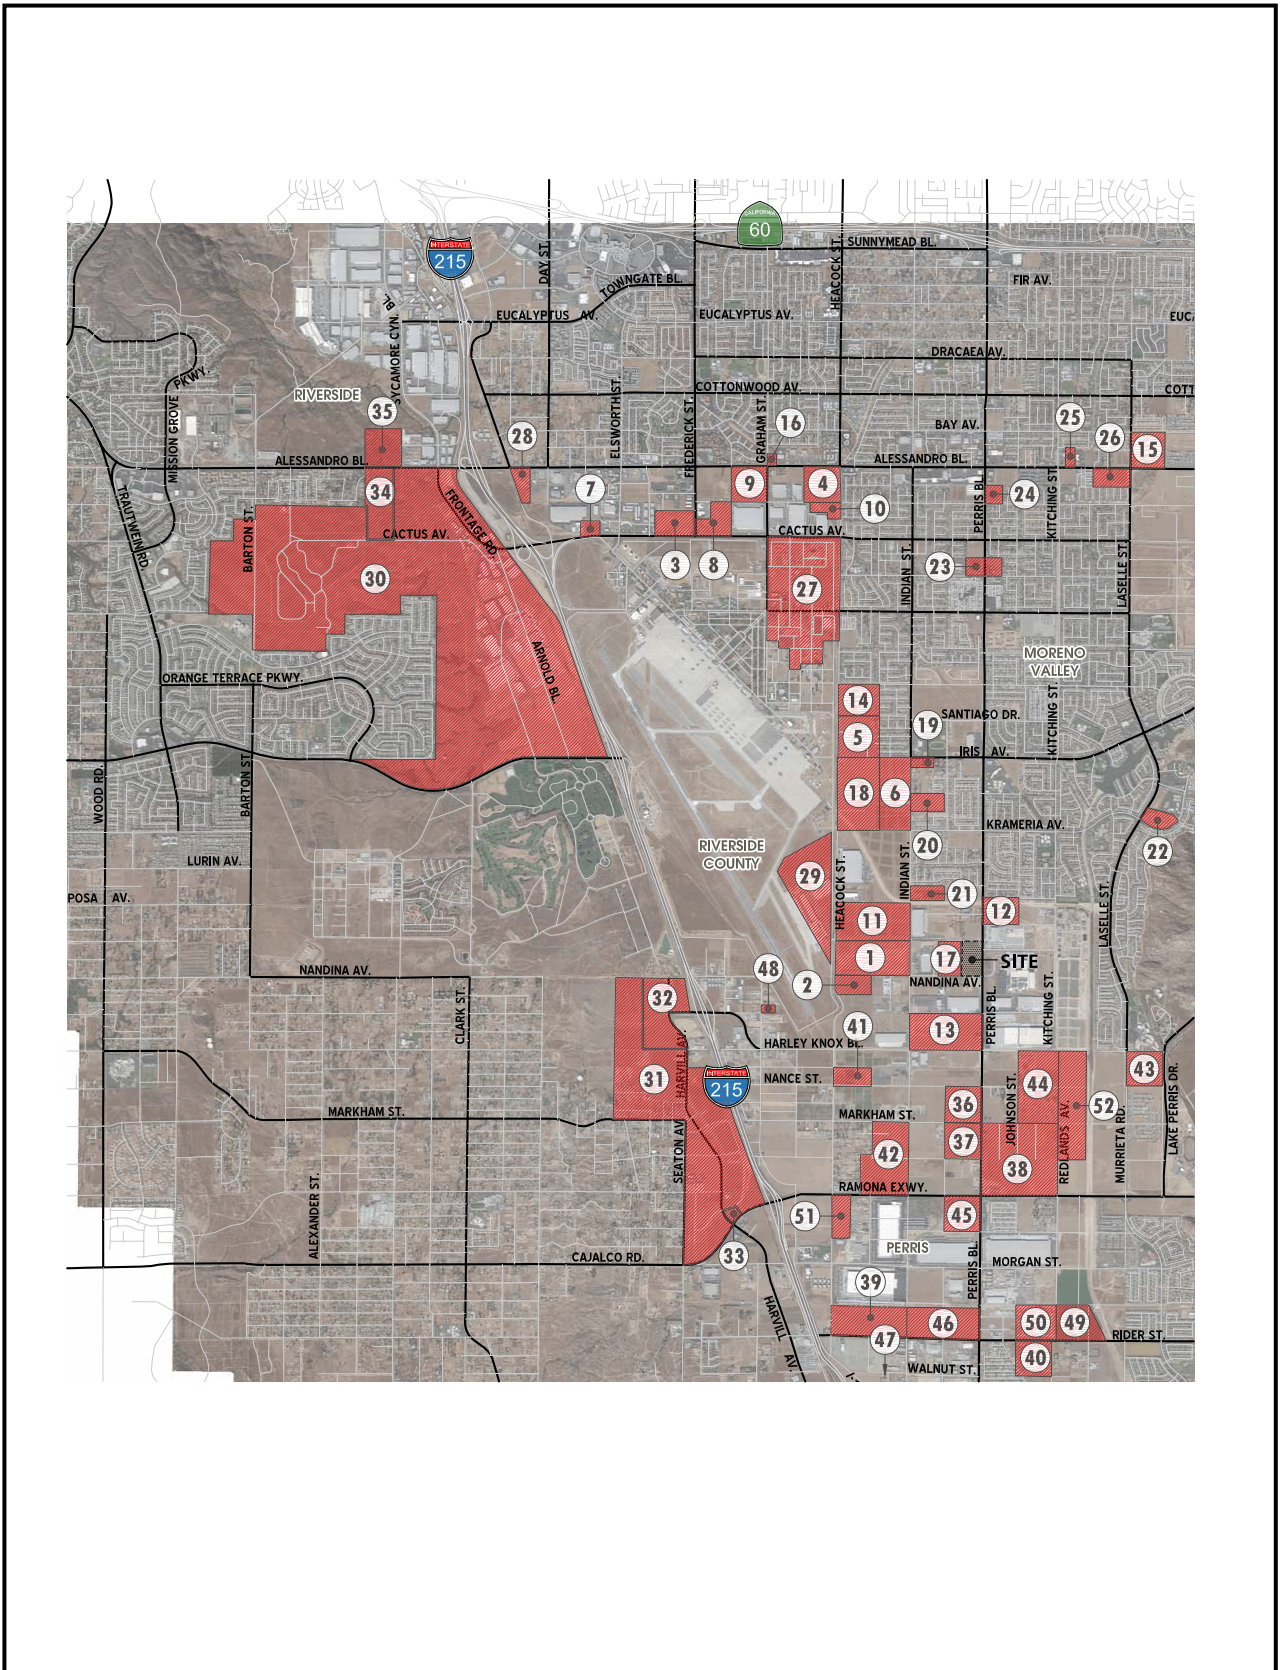 CALIFORNIA
60
SUNNYMEAD BL.
INTERSTATE
215
DAY ST.
HEACOCK ST.
TOWNGATE BL.
FIR AV.
SYCAMORE CYN. BL.
EUCALYPTUS AV.
EUCALYPTUS AV.
EUC
DRACAEA AV.
PKWY.
MISSION GROVE
RIVERSIDE
ELSWORTH ST.
COTTONWOOD AV.
COTT
35
FREDERICK ST.
GRAHAM ST.
16
BAY AV.
25
26
15
28
ALESSANDRO BL.
ALESSANDRO BL.
34
7
9
4
PERRIS BL.
24
KITCHING ST.
TRAUTWEIN RD.
FRONTAGE RD.
10
BARTON ST.
CACTUS AV.
CACTUS AV.
3
8
INDIAN ST.
23
LASELLE ST.
30
27
ARNOLD BL.
MORENO
VALLEY
ORANGE TERRACE PKWY.
14
KITCHING ST.
SANTIAGO DR.
19
5
IRIS AV.
WOOD RD.
BARTON ST.
18
6
KRAMERIA AV.
20
22
RIVERSIDE
COUNTY
LURIN AV.
29
HEACOCK ST.
INDIAN ST.
21
LASELLE ST.
POSA AV.
11
12
1
17
SITE
NANDINA AV.
48
2
NANDINA AV.
32
CLARK ST.
41
13
PERRIS BL.
KITCHING ST.
HARVILL AV.
HARLEY KNOX BL.
31
INTERSTATE
215
NANCE ST.
44
43
LAKE PERRIS DR.
36
JOHNSON ST.
52
MARKHAM ST.
MARKHAM ST.
REDLANDS AV.
MURRIETA RD.
SEATON AV.
42
37
38
RAMONA EXWY.
ALEXANDER ST.
51
45
33
PERRIS
CAJALCO RD.
PERRIS BL.
MORGAN ST.
39
HARVILL AV.
46
50
49
47
RIDER ST.
40
WALNUT ST.